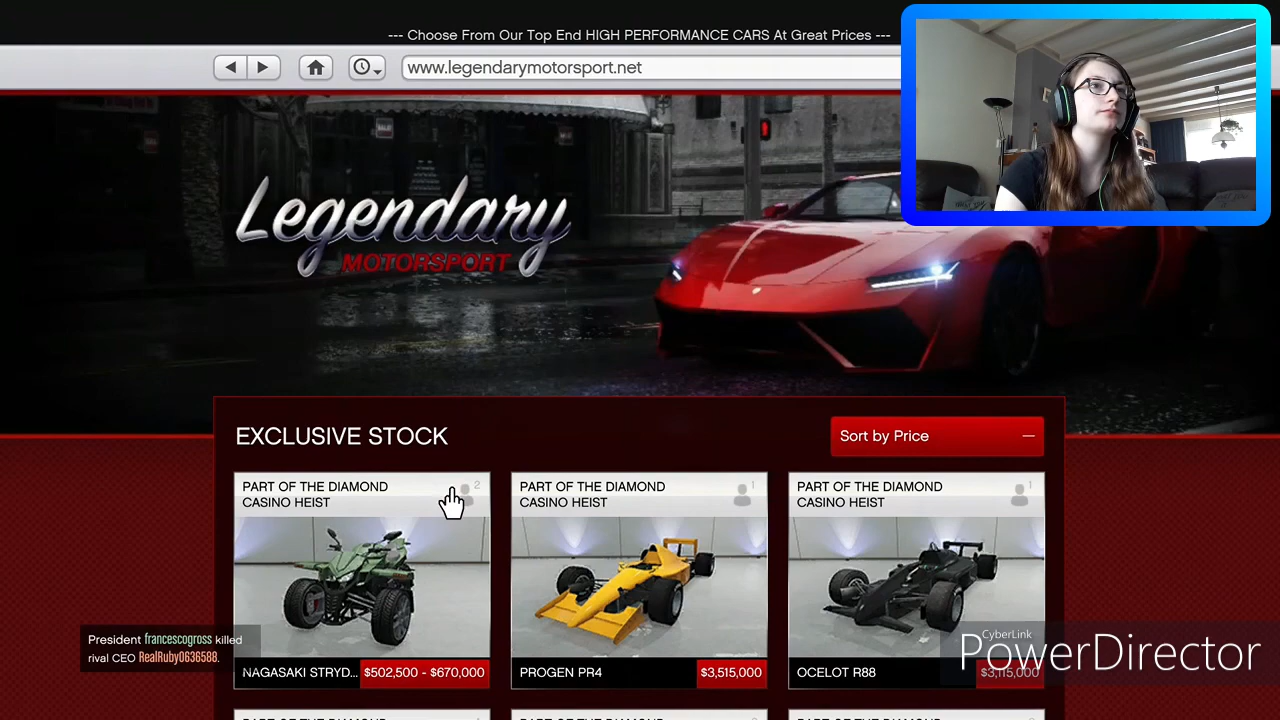 --- Choose From Our Top End HIGH PERFORMANCE CARS At Great Prices ---
www.legendarymotorsport.net
Legendary
MOTORSPORT
EXCLUSIVE STOCK
Sort by Price
PART OF THE DIAMOND
CASINO HEIST
2
PART OF THE DIAMOND
CASINO HEIST
1
PART OF THE DIAMOND
CASINO HEIST
1
NAGASAKI STRYD... $502,500 - $670,000
PROGEN PR4 $3,515,000
OCELOT R88 $3,115,000
President francescogross killed
rival CEO RealRuby0636588.
CyberLink
PowerDirector